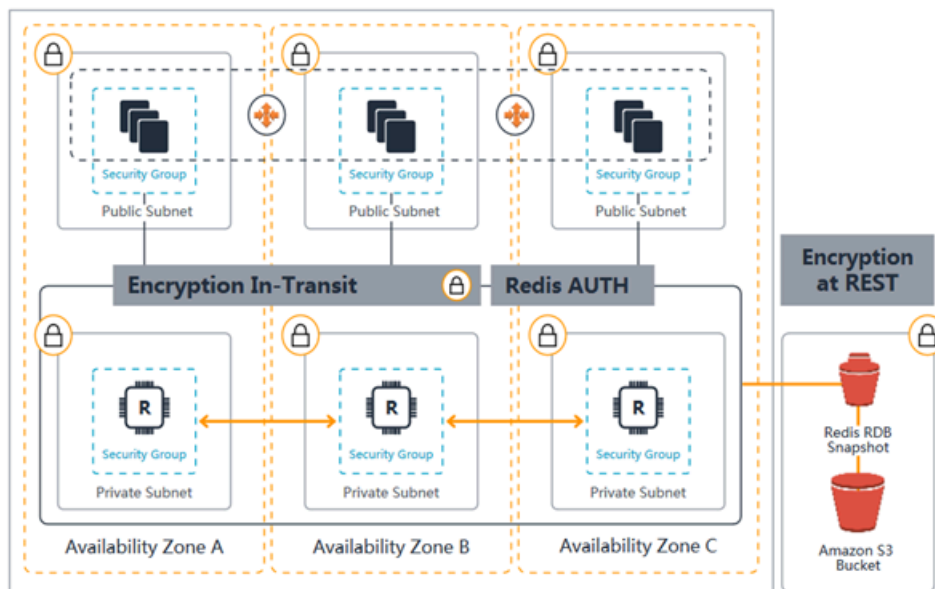 Security Group
Security Group
Security Group
Public Subnet
Public Subnet
Public Subnet
Encryption In-Transit
Redis AUTH
Encryption
at REST
R
R
R
Security Group
Security Group
Security Group
Private Subnet
Private Subnet
Private Subnet
Availability Zone A
Availability Zone B
Availability Zone C
Redis RDB
Snapshot
Amazon S3
Bucket